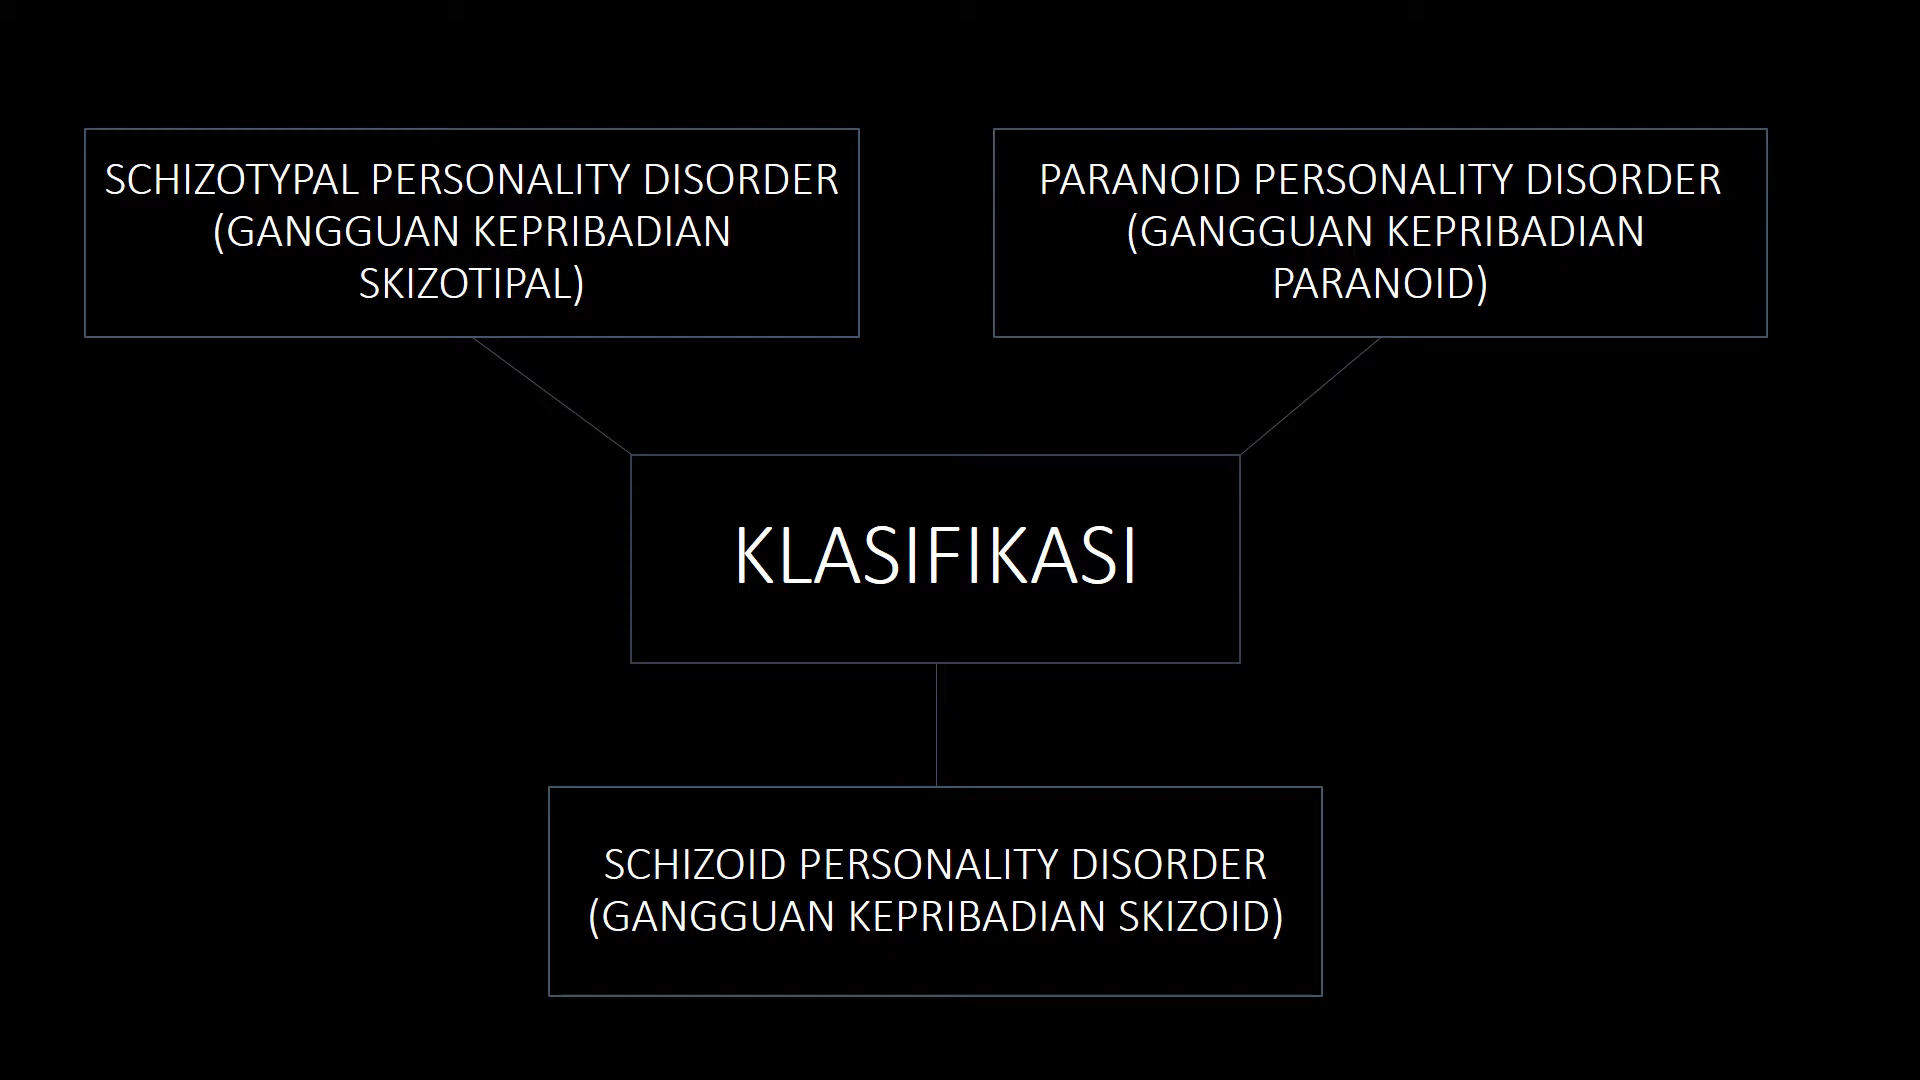 SCHIZOTYPAL PERSONALITY DISORDER
(GANGGUAN KEPRIBADIAN
SKIZOTIPAL)
PARANOID PERSONALITY DISORDER
(GANGGUAN KEPRIBADIAN
PARANOID)
KLASIFIKASI
SCHIZOID PERSONALITY DISORDER
(GANGGUAN KEPRIBADIAN SKIZOID)